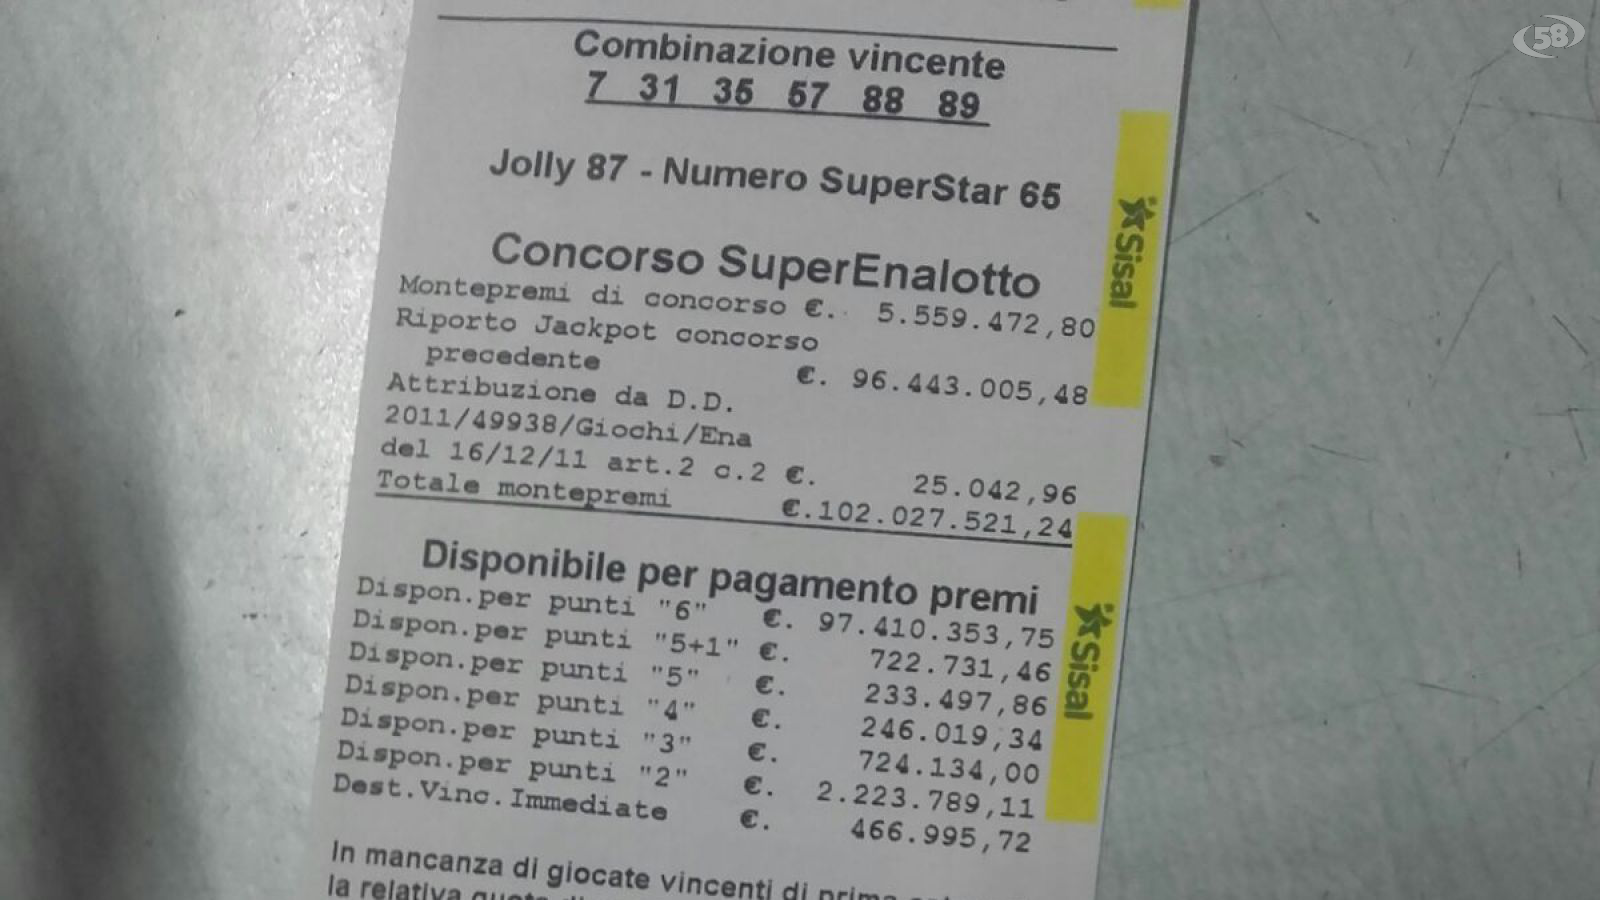 58
Combinazione vincente
7 31 35 57 88 89
Jolly 87 - Numero SuperStar 65
Concorso SuperEnalotto
Montepremi di concorso €. 5.559.472,80
Riporto Jackpot concorso
precedente €. 96.443.005,48
Attribuzione da D.D.
2011/49938/Giochi/Ena
del 16/12/11 art.2 c.2 €. 25.042,96
Totale montepremi €.102.027.521,24
Disponibile per pagamento premi
Dispon.per punti "6" €. 97.410.353,75
Dispon.per punti "5+1" €. 722.731,46
Dispon.per punti "5" €. 233.497,86
Dispon.per punti "4" €. 246.019,34
Dispon.per punti "3" €. 724.134,00
Dispon.per punti "2" €. 2.223.789,11
Dest.Vinc.Immediate €. 466.995,72
In mancanza di giocate vincenti di prima
la relativa quota
Sisal
Sisal